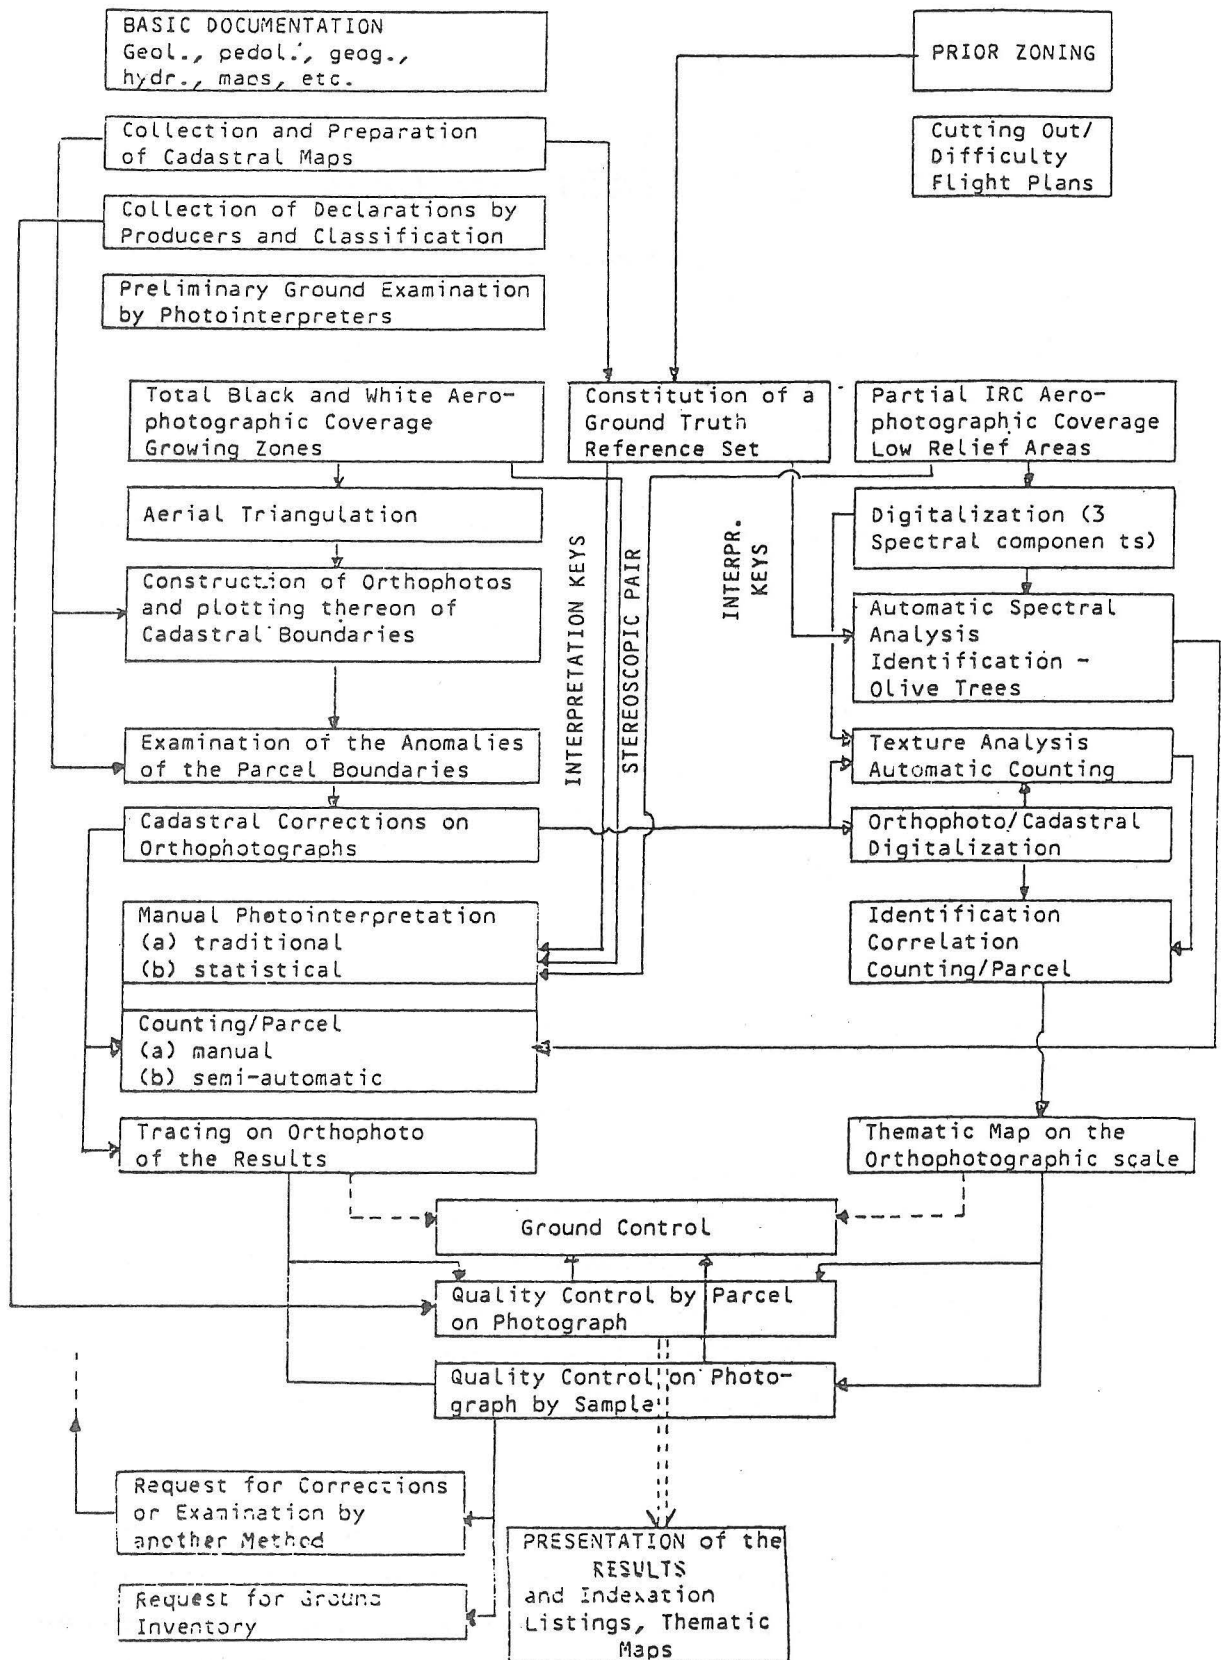 BASIC DOCUMENTATION
Geol., pedol., geog.,
hydr., maps, etc.
PRIOR ZONING
Collection and Preparation
of Cadastral Maps
Cutting Out/
Difficulty
Flight Plans
Collection of Declarations by
Producers and Classification
Preliminary Ground Examination
by Photointerpreters
Total Black and White Aero-
photographic Coverage
Growing Zones
Constitution of a
Ground Truth
Reference Set
Partial IRC Aero-
photographic Coverage
Low Relief Areas
Aerial Triangulation
Digitalization (3
Spectral componen ts)
INTERPRETATION KEYS
STEREOSCOPIC PAIR
INTERPR.
KEYS
Construction of Orthophotos
and plotting thereon of
Cadastral Boundaries
Automatic Spectral
Analysis
Identification -
Olive Trees
Examination of the Anomalies
of the Parcel Boundaries
Texture Analysis
Automatic Counting
Cadastral Corrections on
Orthophotographs
Orthophoto/Cadastral
Digitalization
Manual Photointerpretation
(a) traditional
(b) statistical
Identification
Correlation
Counting/Parcel
Counting/Parcel
(a) manual
(b) semi-automatic
Tracing on Orthophoto
of the Results
Thematic Map on the
Orthophotographic scale
Ground Control
Quality Control by Parcel
on Photograph
Quality Control on Photo-
graph by Sample
Request for Corrections
or Examination by
another Method
PRESENTATION of the
RESULTS
and Indexation
Listings, Thematic
Maps
Request for Ground
Inventory